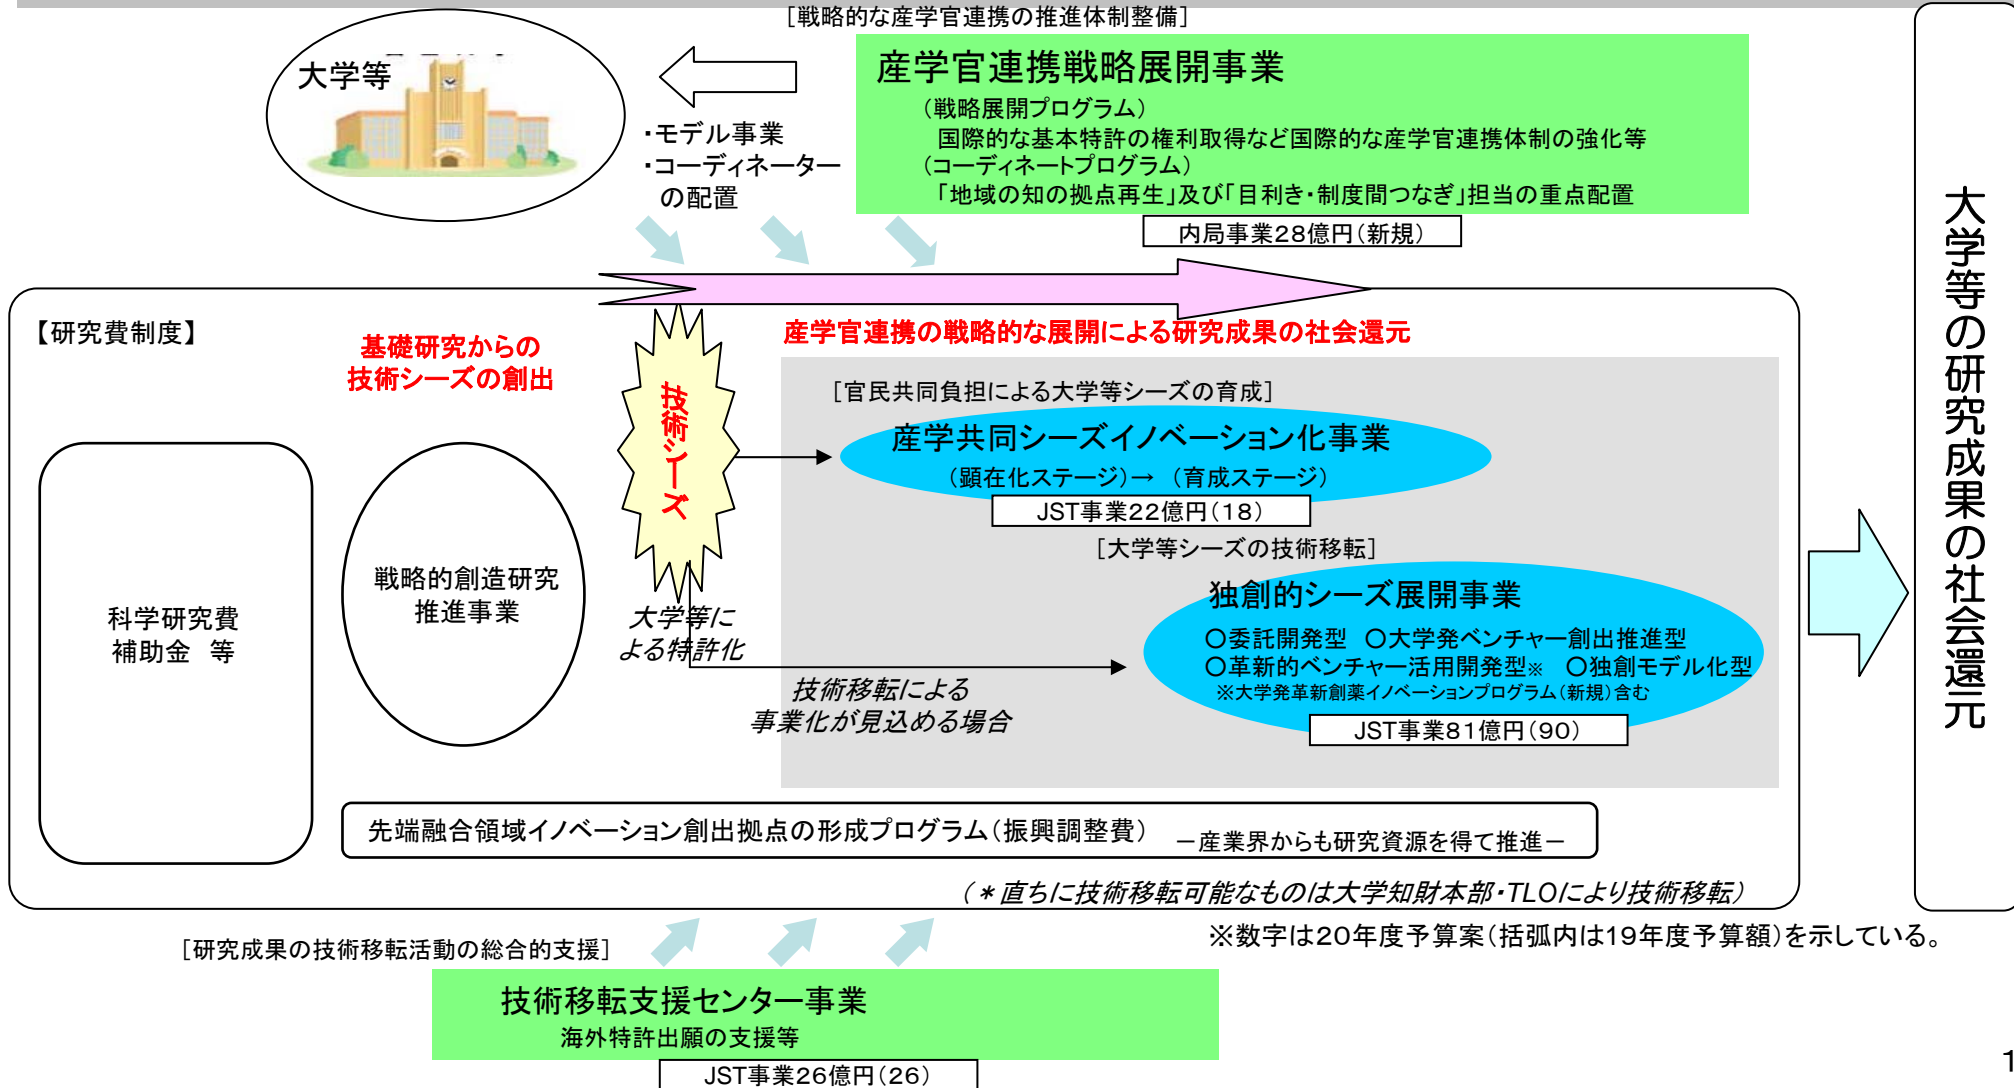 ［戦略的な産学官連携の推進体制整備］
大学等
産学官連携戦略展開事業
（戦略展開プログラム）
国際的な基本特許の権利取得など国際的な産学官連携体制の強化等
（コーディネートプログラム）
「地域の知の拠点再生」及び「目利き・制度間つなぎ」担当の重点配置
内局事業２８億円（新規）
・モデル事業
・コーディネーター
の配置
【研究費制度】
基礎研究からの
技術シーズの創出
産学官連携の戦略的な展開による研究成果の社会還元
技術シーズ
［官民共同負担による大学等シーズの育成］
産学共同シーズイノベーション化事業
（顕在化ステージ）→　（育成ステージ）
JST事業２２億円（１８）
［大学等シーズの技術移転］
独創的シーズ展開事業
○委託開発型　○大学発ベンチャー創出推進型
○革新的ベンチャー活用開発型※　○独創モデル化型
※大学発革新創薬イノベーションプログラム（新規）含む
JST事業８１億円（９０）
科学研究費
補助金　等
戦略的創造研究
推進事業
大学等に
よる特許化
技術移転による
事業化が見込める場合
先端融合領域イノベーション創出拠点の形成プログラム（振興調整費）　－産業界からも研究資源を得て推進－
（＊直ちに技術移転可能なものは大学知財本部・TLOにより技術移転）
大学等の研究成果の社会還元
※数字は２０年度予算案（括弧内は１９年度予算額）を示している。
［研究成果の技術移転活動の総合的支援］
技術移転支援センター事業
海外特許出願の支援等
JST事業２６億円（２６）
1